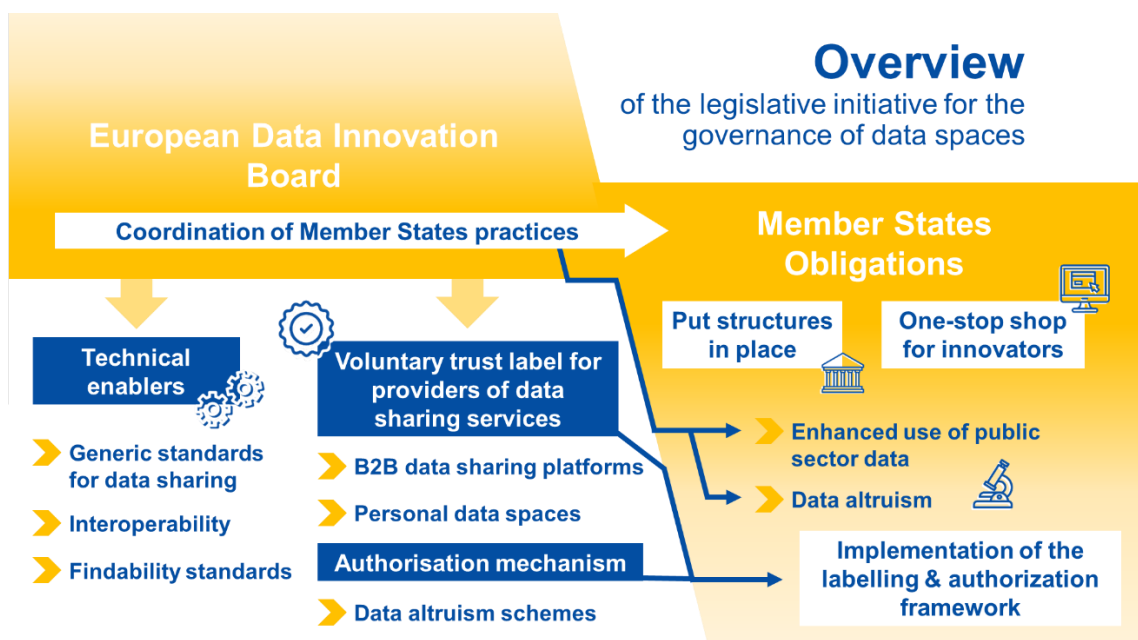 Overview
of the legislative initiative for the
governance of data spaces
European Data Innovation
Board
Coordination of Member States practices
Technical
enablers
Generic standards
for data sharing
Interoperability
Findability standards
Voluntary trust label for
providers of data
sharing services
B2B data sharing platforms
Personal data spaces
Authorisation mechanism
Data altruism schemes
Member States
Obligations
Put structures
in place
One-stop shop
for innovators
Enhanced use of public
sector data
Data altruism
Implementation of the
labelling & authorization
framework